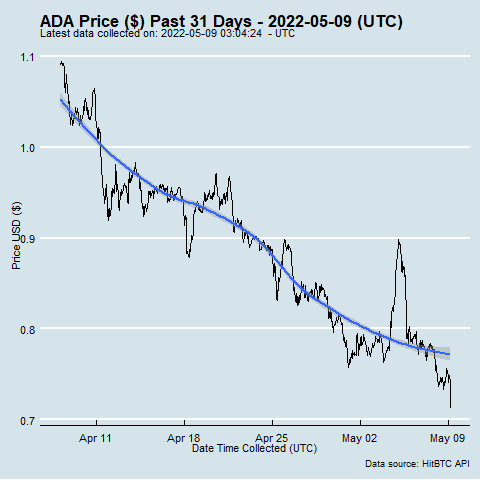 ADA Price ($) Past 31 Days - 2022-05-09 (UTC)
Latest data collected on: 2022-05-09 03:04:24 - UTC
Price USD ($)
1.1
1.0
0.9
0.8
0.7
Apr 11 Apr 18 Apr 25 May 02 May 09
Date Time Collected (UTC)
Data source: HitBTC API